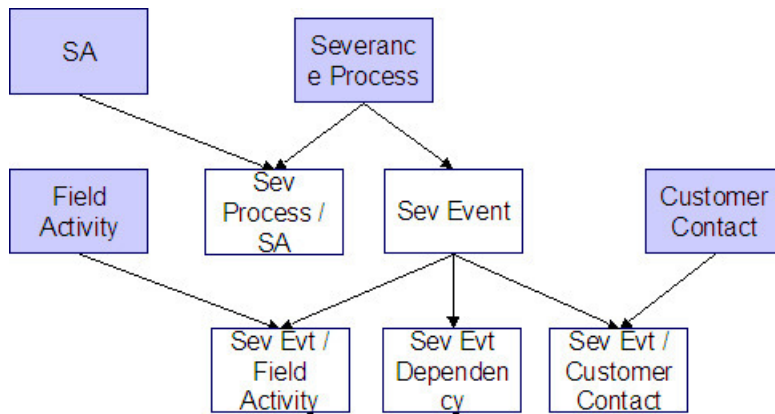 SA
Severanc
e Process
Field
Activity
Sev
Process /
SA
Sev Event
Customer
Contact
Sev Evt /
Field
Activity
Sev Evt
Dependen
cy
Sev Evt /
Customer
Contact